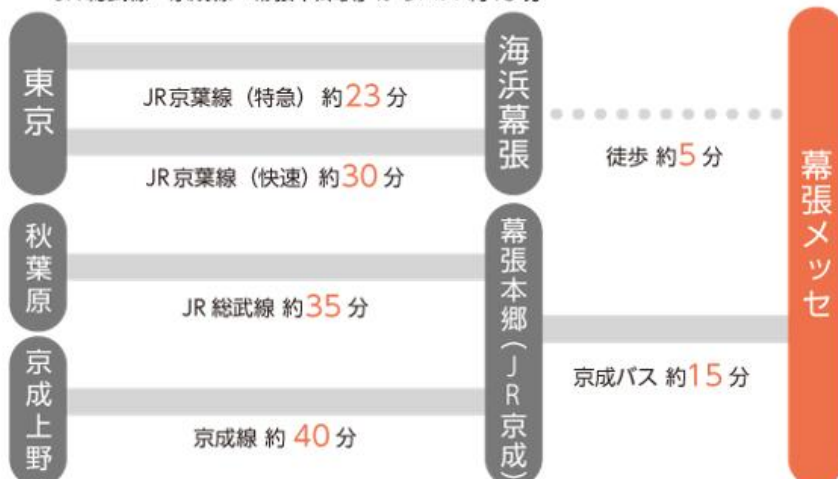 東京
JR京葉線（特急） 約23分
JR京葉線（快速）約30分
海浜幕張
徒歩 約5分
幕張メッセ
秋葉原
JR 総武線 約35分
京成上野
京成線 約 40 分
幕張本郷（JR京成）
京成バス 約15分